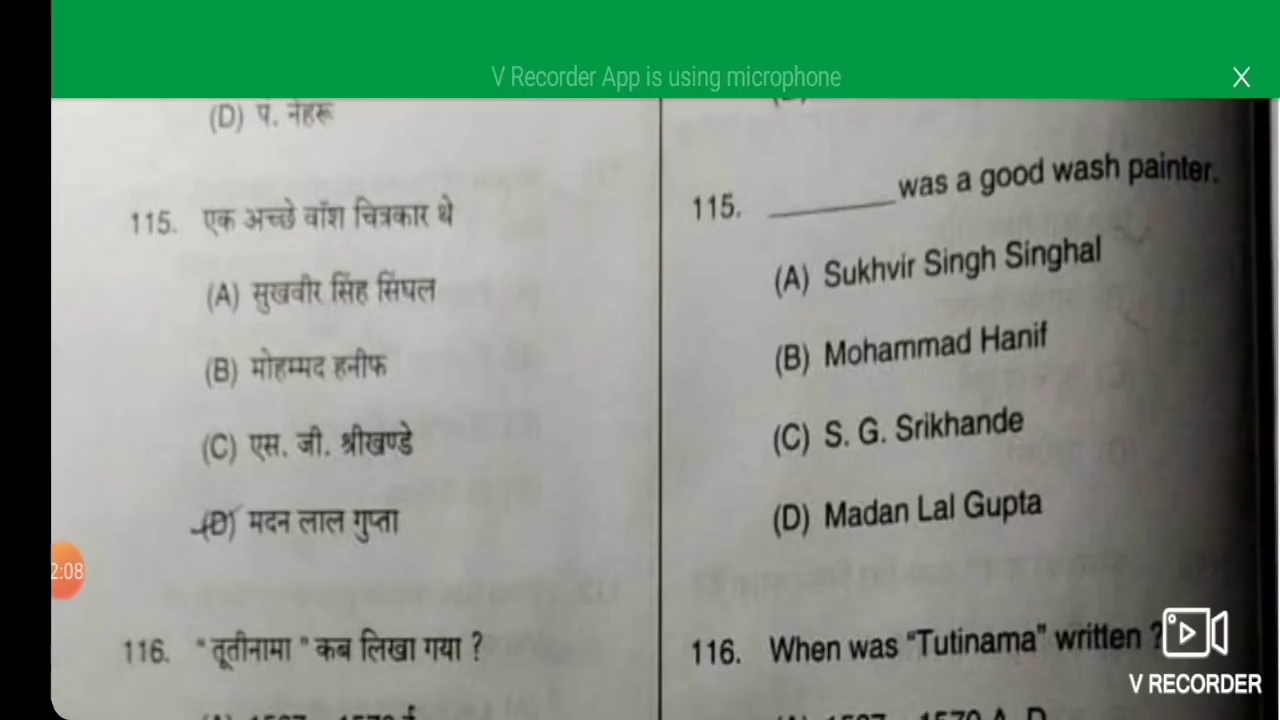 V Recorder App is using microphone
X
(D) पं. नेहरू
115. एक अच्छे वॉश चित्रकार थे
(A) सुखवीर सिंह सिंघल
(B) मोहम्मद हनीफ
(C) एस. जी. श्रीखण्डे
(D) मदन लाल गुप्ता
116. "तूतीनामा" कब लिखा गया ?
115. ________ was a good wash painter.
(A) Sukhvir Singh Singhal
(B) Mohammad Hanif
(C) S. G. Srikhande
(D) Madan Lal Gupta
116. When was “Tutinama” written ?
2:08
V RECORDER